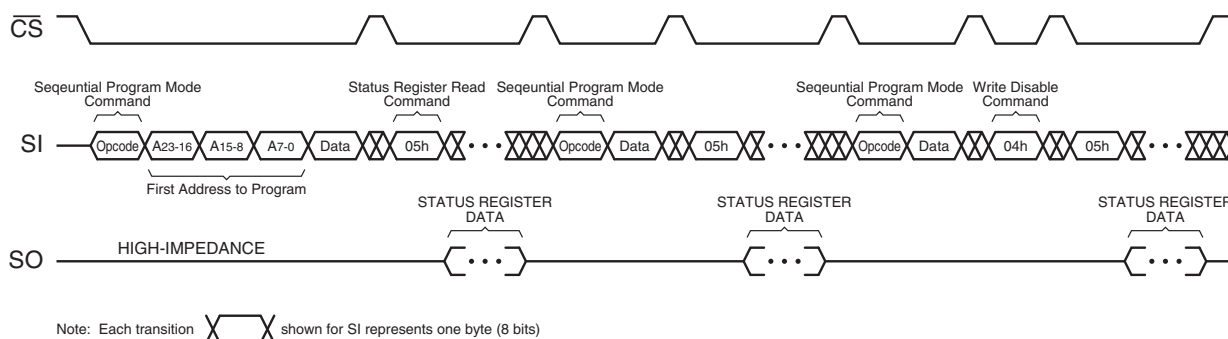 CS
Seqeuntial Program Mode Command
Status Register Read Command
Seqeuntial Program Mode Command
Seqeuntial Program Mode Command
Write Disable Command
SI
Opcode A23-16 A15-8 A7-0 Data 05h ••• Opcode Data 05h ••• Opcode Data 04h 05h •••
First Address to Program
STATUS REGISTER DATA
STATUS REGISTER DATA
STATUS REGISTER DATA
SO
HIGH-IMPEDANCE
••• ••• •••
Note: Each transition shown for SI represents one byte (8 bits)